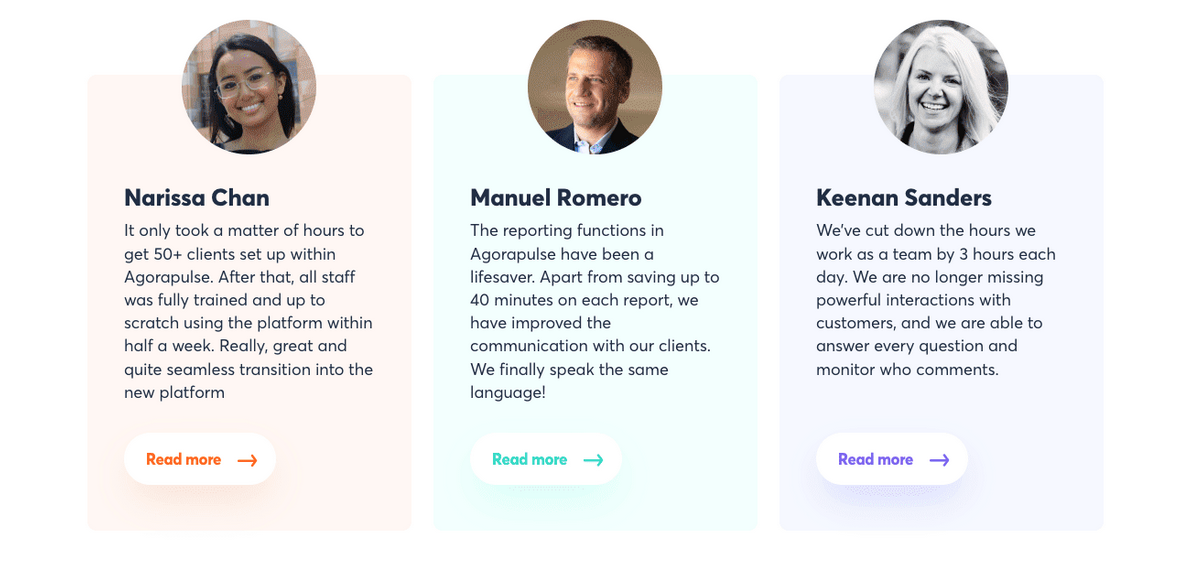 Narissa Chan
It only took a matter of hours to
get 50+ clients set up within
Agorapulse. After that, all staff
was fully trained and up to
scratch using the platform within
half a week. Really, great and
quite seamless transition into the
new platform
Read more
Manuel Romero
The reporting functions in
Agorapulse have been a
lifesaver. Apart from saving up to
40 minutes on each report, we
have improved the
communication with our clients.
We finally speak the same
language!
Read more
Keenan Sanders
We've cut down the hours we
work as a team by 3 hours each
day. We are no longer missing
powerful interactions with
customers, and we are able to
answer every question and
monitor who comments.
Read more